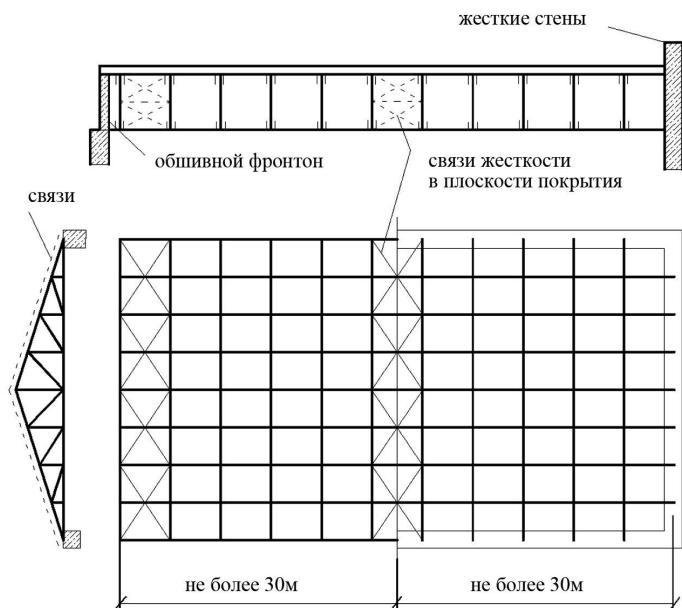 жесткие стены
обшивной фронтон
связи жесткости
в плоскости покрытия
связи
не более 30м
не более 30м